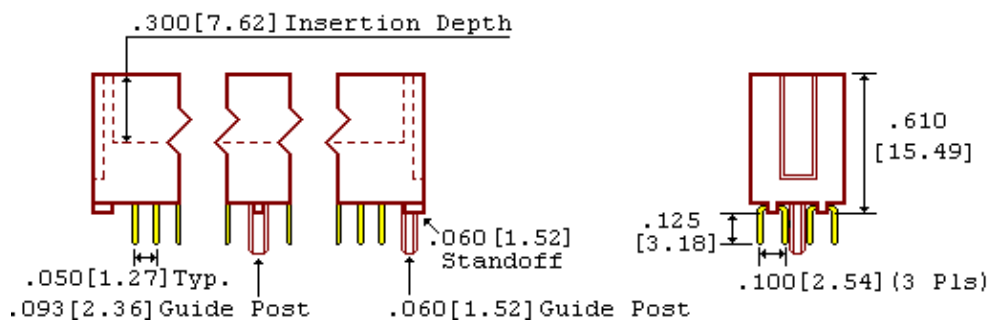 .300[7.62] Insertion Depth
.610
[15.49]
.125
[3.18]
.060[1.52]
Standoff
.050[1.27] Typ.
.100[2.54] (3 Pls)
.093[2.36] Guide Post
.060[1.52] Guide Post